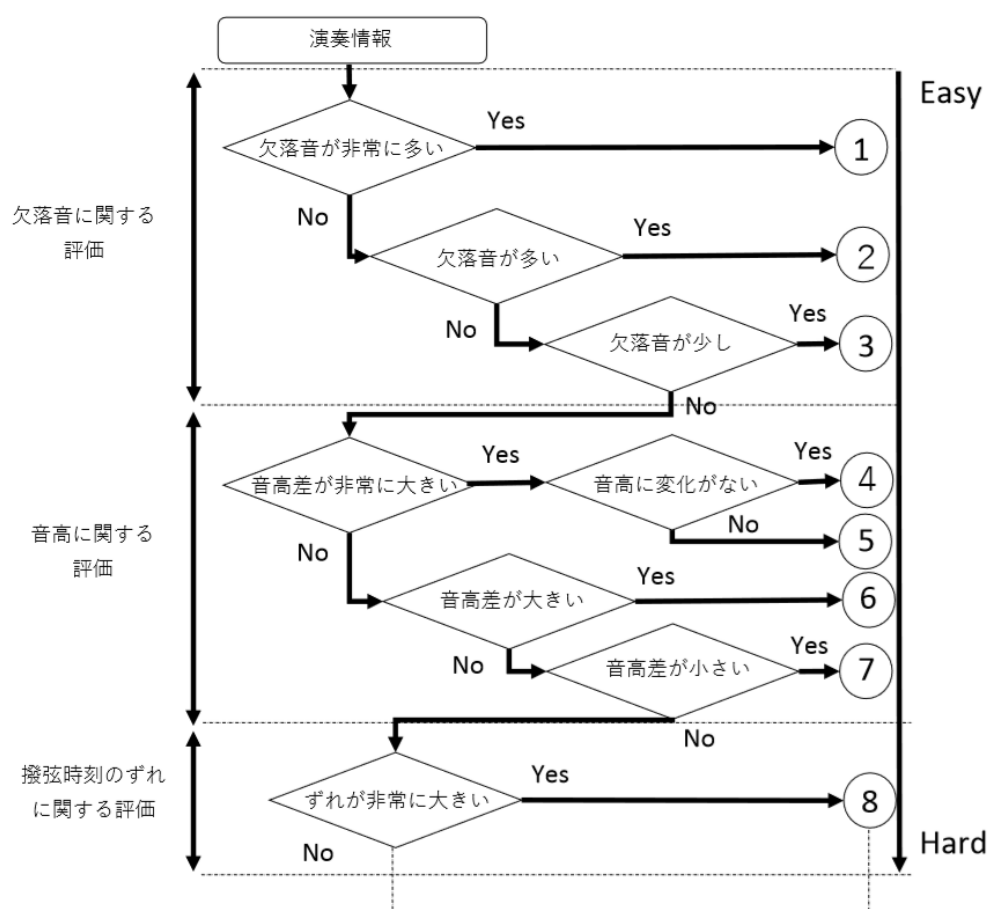 演奏情報
Easy
欠落音が非常に多い
Yes
①
No
欠落音に関する
評価
欠落音が多い
Yes
②
No
欠落音が少し
Yes
③
No
音高差が非常に大きい
Yes
音高に変化がない
Yes
④
No
⑤
音高に関する
評価
No
音高差が大きい
Yes
⑥
No
音高差が小さい
Yes
⑦
No
撥弦時刻のずれ
に関する評価
ずれが非常に大きい
Yes
⑧
No
Hard